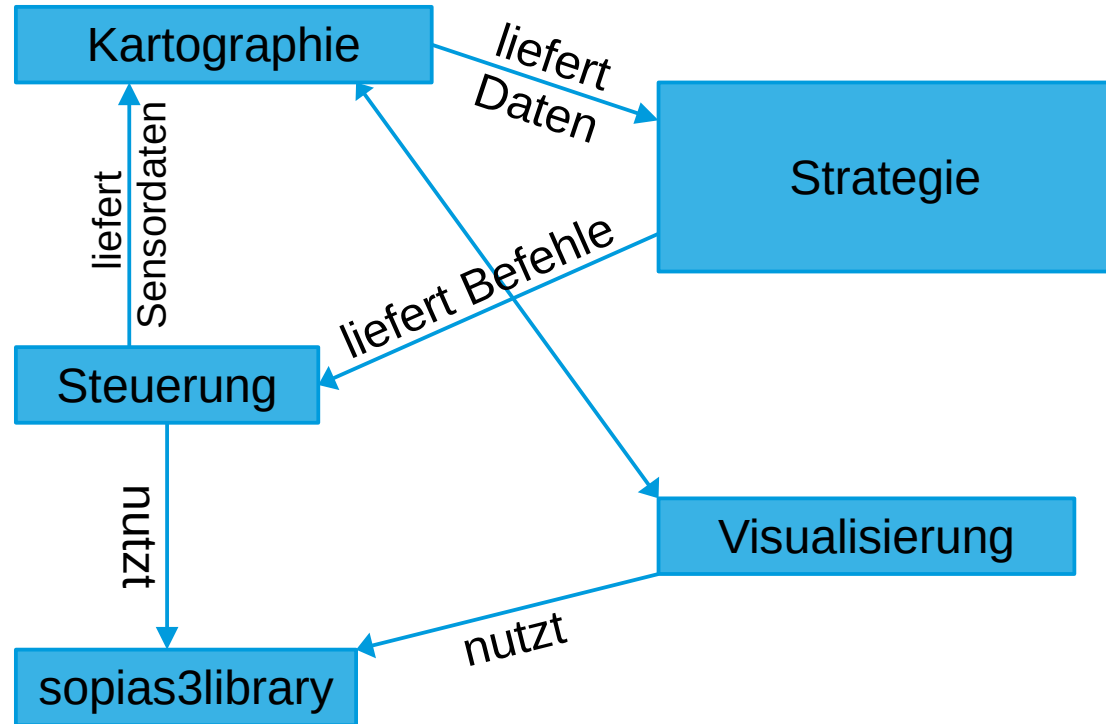 Kartographie
liefert
Daten
Strategie
liefert
Sensordaten
liefert Befehle
Steuerung
nutzt
Visualisierung
nutzt
sopias3library